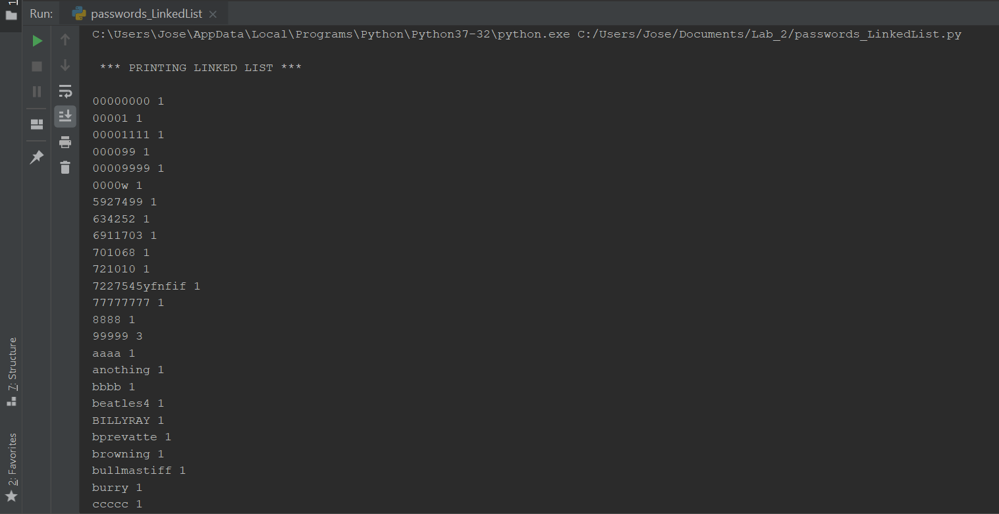 1
Run: passwords_LinkedList
C:\Users\Jose\AppData\Local\Programs\Python\Python37-32\python.exe C:/Users/Jose/Documents/Lab_2/passwords_LinkedList.py
*** PRINTING LINKED LIST ***
00000000 1
00001 1
00001111 1
000099 1
00009999 1
0000w 1
5927499 1
634252 1
6911703 1
701068 1
721010 1
7227545yfnfif 1
77777777 1
8888 1
99999 3
aaaa 1
anothing 1
bbbb 1
beatles4 1
BILLYRAY 1
bprevatte 1
browning 1
bullmastiff 1
burry 1
ccccc 1
7: Structure
2: Favorites